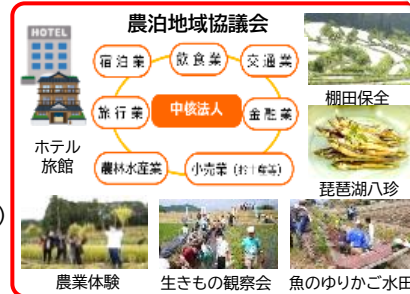 農泊地域協議会
HOTEL
宿泊業
飲食業
交通業
旅行業
中核法人
金融業
農林水産業
小売業(お土産等)
ホテル
旅館
棚田保全
琵琶湖八珍
農業体験
生きもの観察会
魚のゆりかご水田
)